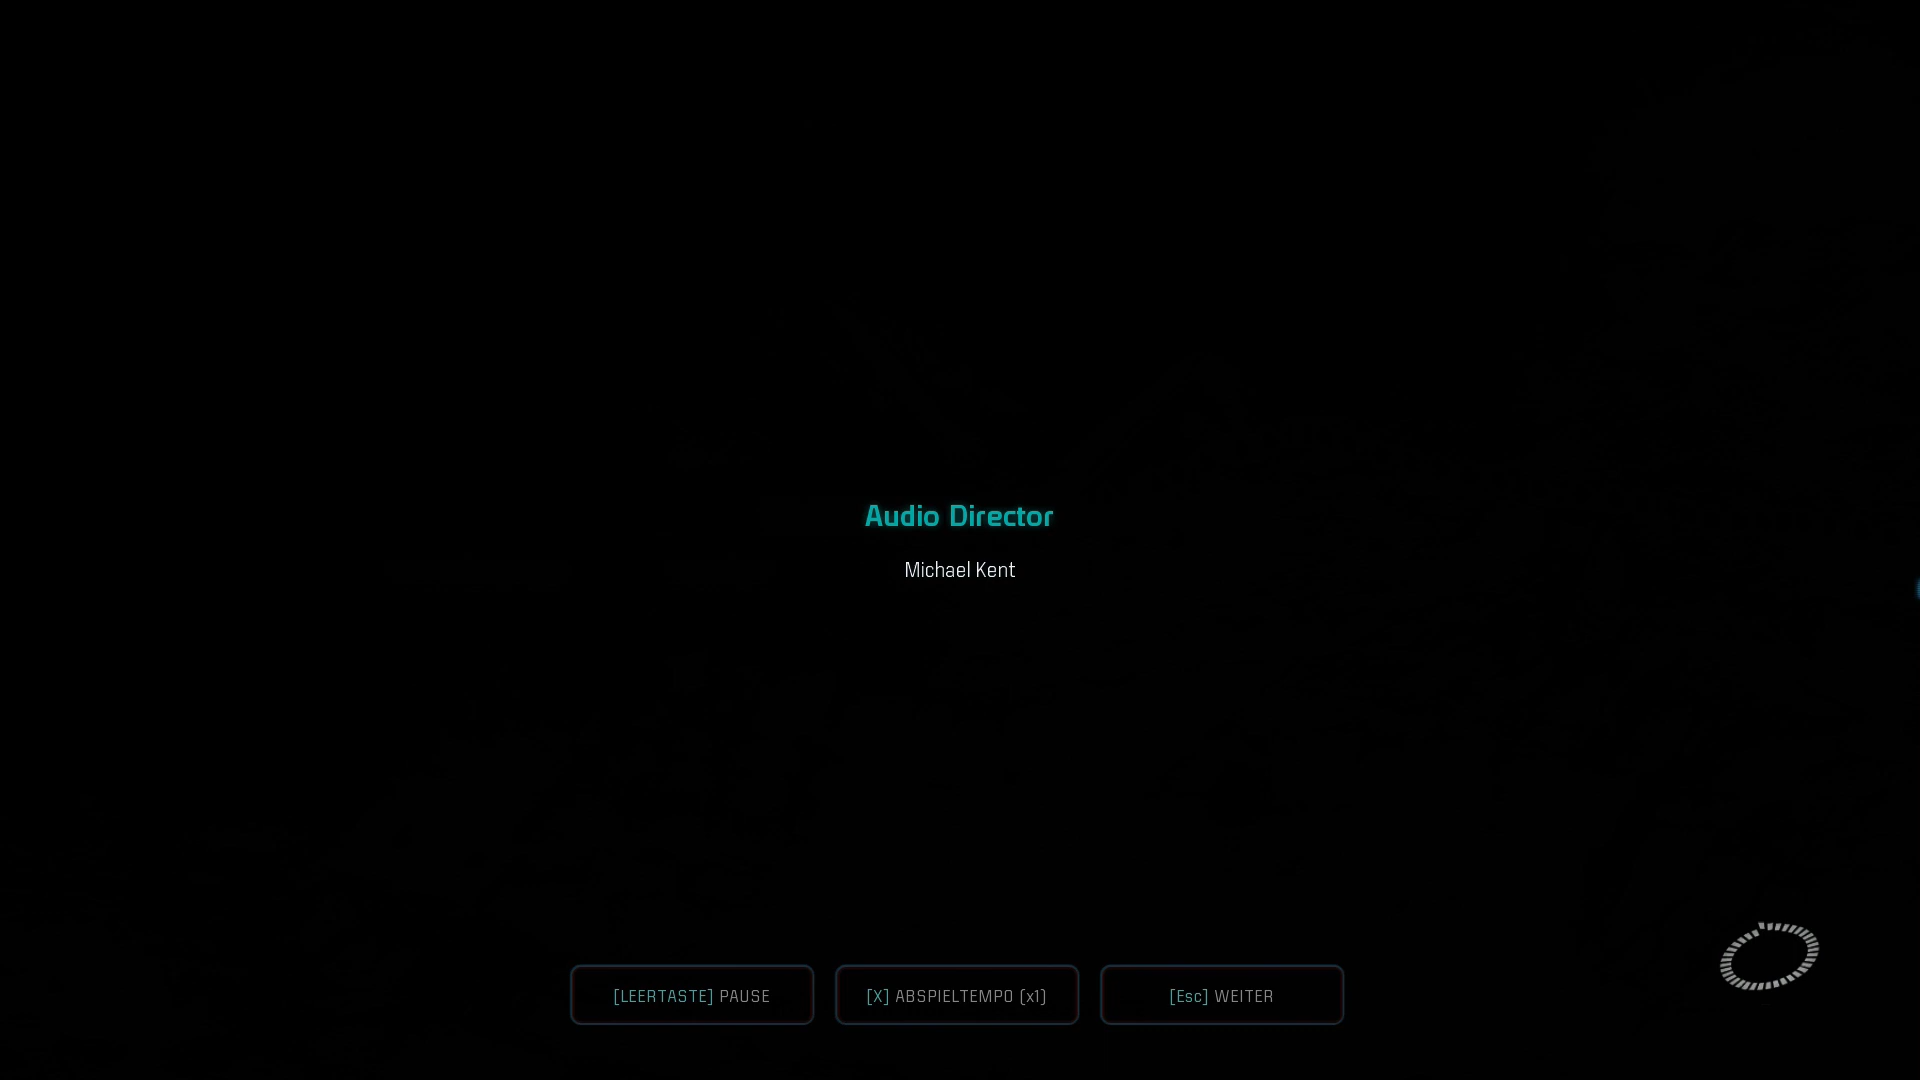 Audio Director
Michael Kent
[LEERTASTE] PAUSE
[X] ABSPIELTEMPO (x1)
[Esc] WEITER